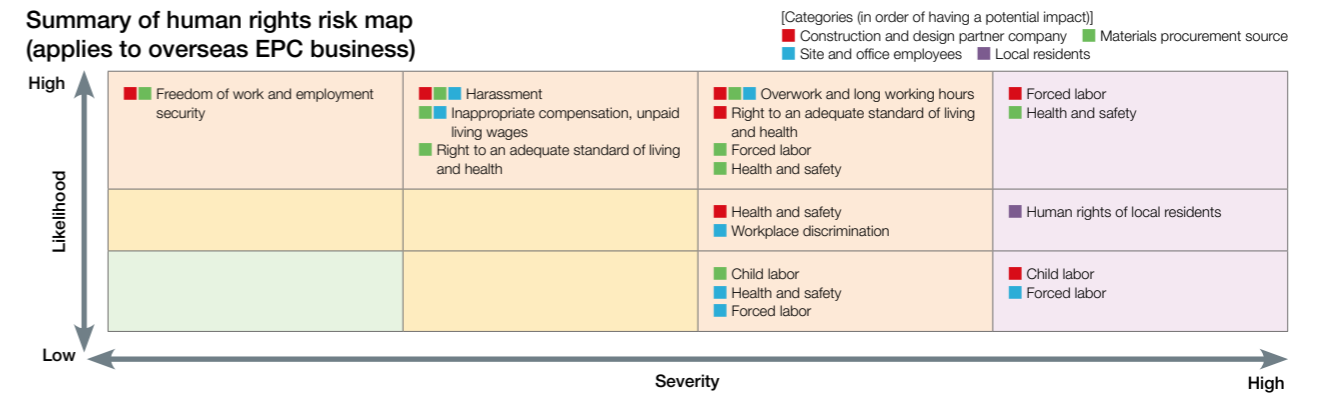 Summary of human rights risk map
(applies to overseas EPC business)
[Categories (in order of having a potential impact)]
Construction and design partner company Materials procurement source
Site and office employees Local residents
High
Likelihood
Freedom of work and employment
security
Harassment
Inappropriate compensation, unpaid
living wages
Right to an adequate standard of living
and health
Overwork and long working hours
Right to an adequate standard of living
and health
Forced labor
Health and safety
Forced labor
Health and safety
Health and safety
Workplace discrimination
Human rights of local residents
Child labor
Health and safety
Forced labor
Child labor
Forced labor
Low
Severity
High